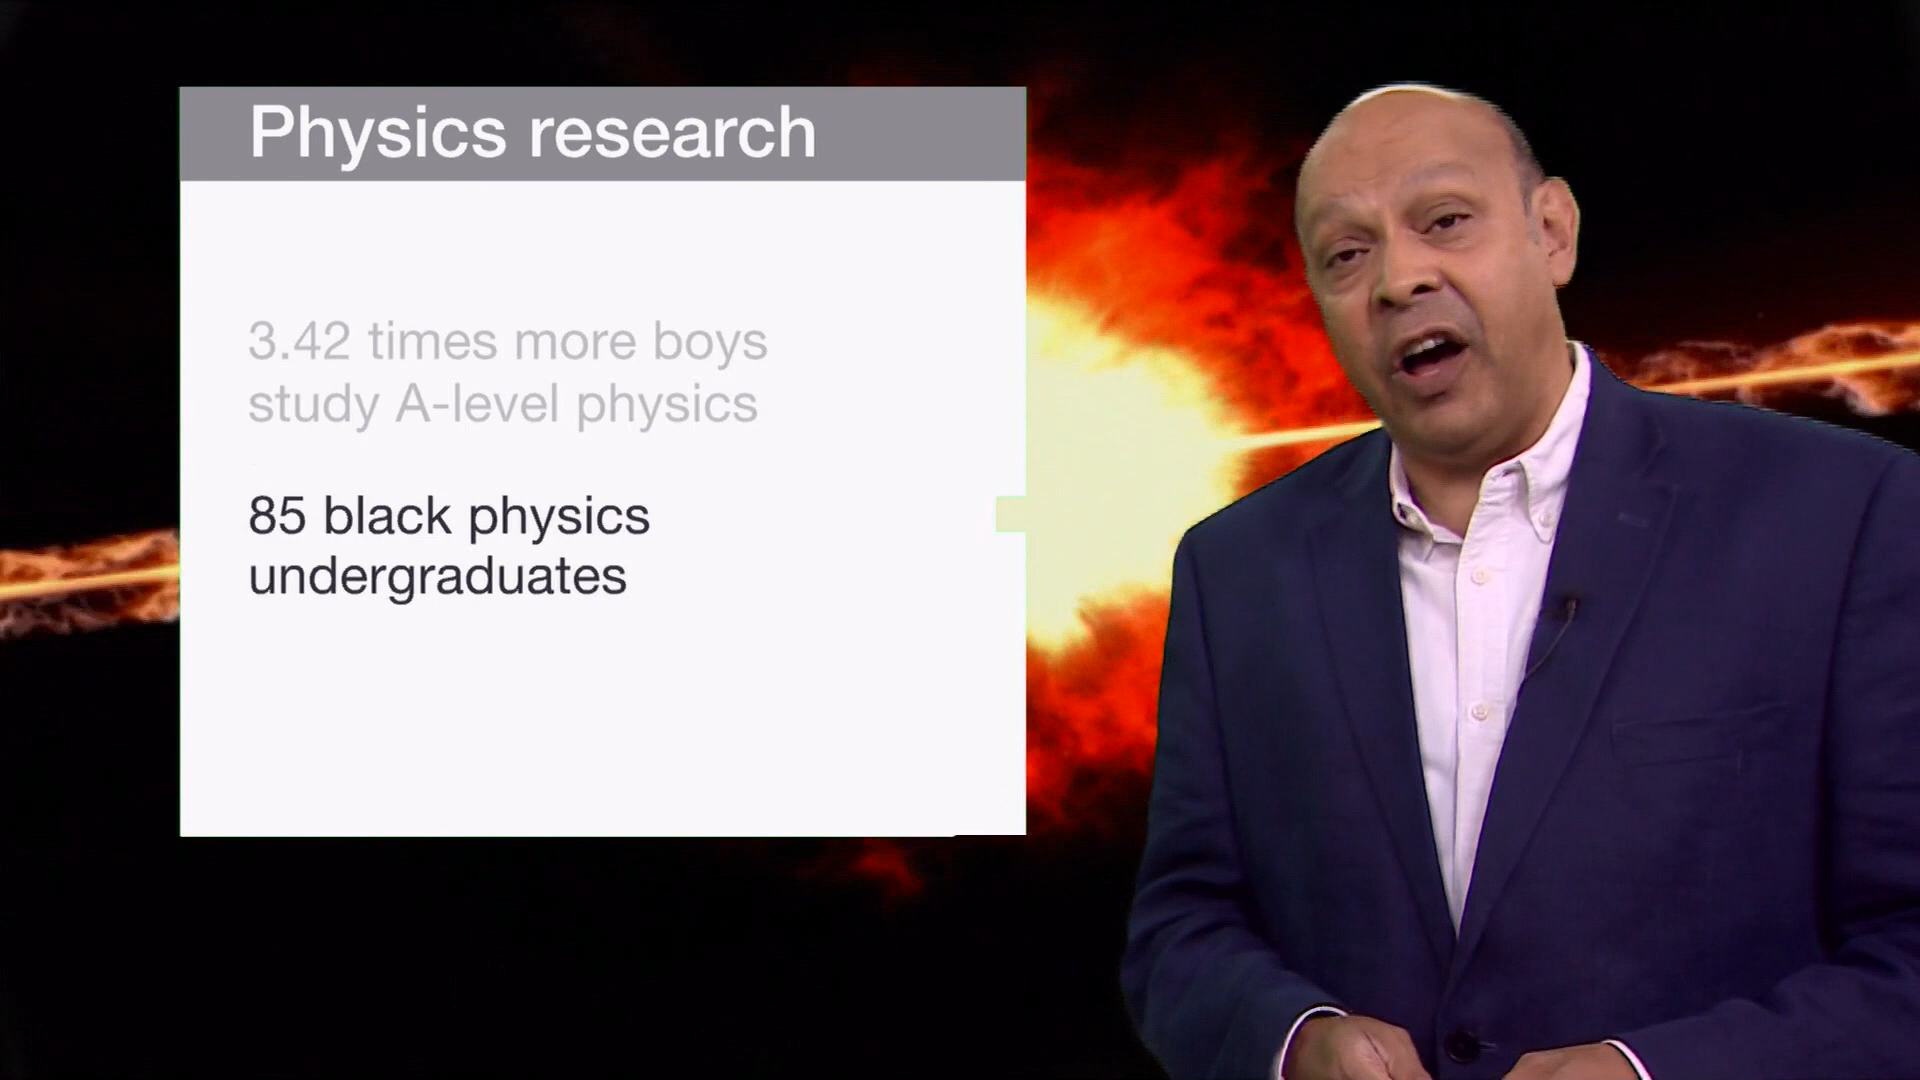 Physics research
3.42 times more boys
study A-level physics
85 black physics
undergraduates